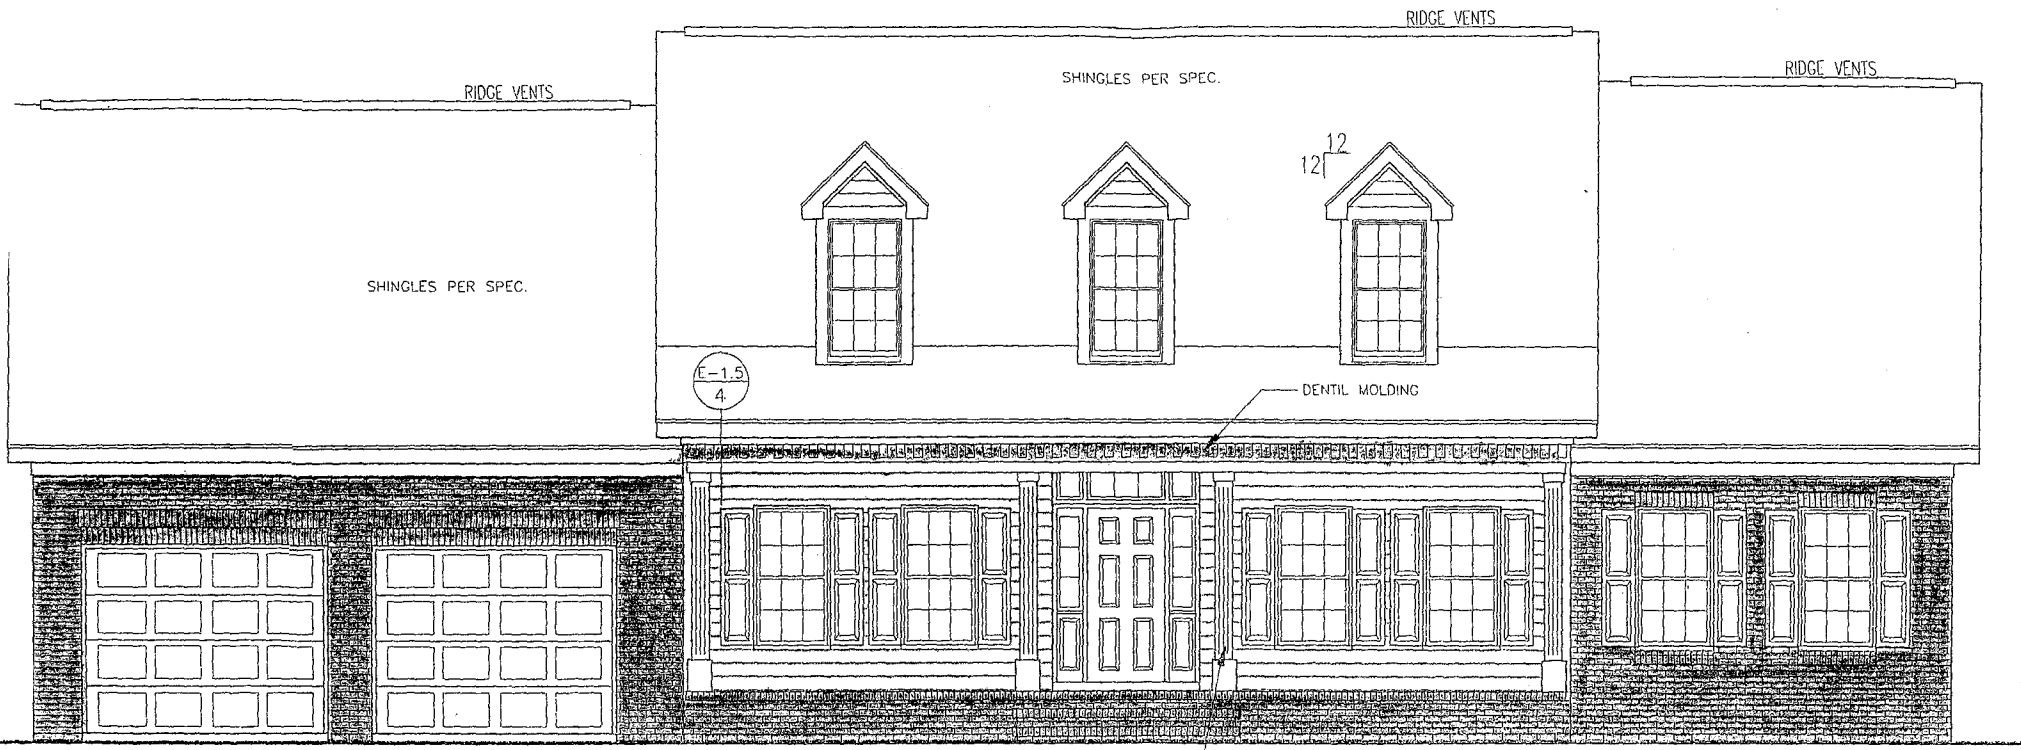 RIDGE VENTS
RIDGE VENTS
RIDGE VENTS
SHINGLES PER SPEC.
12
12
SHINGLES PER SPEC.
E-1.5
4
DENTIL MOLDING